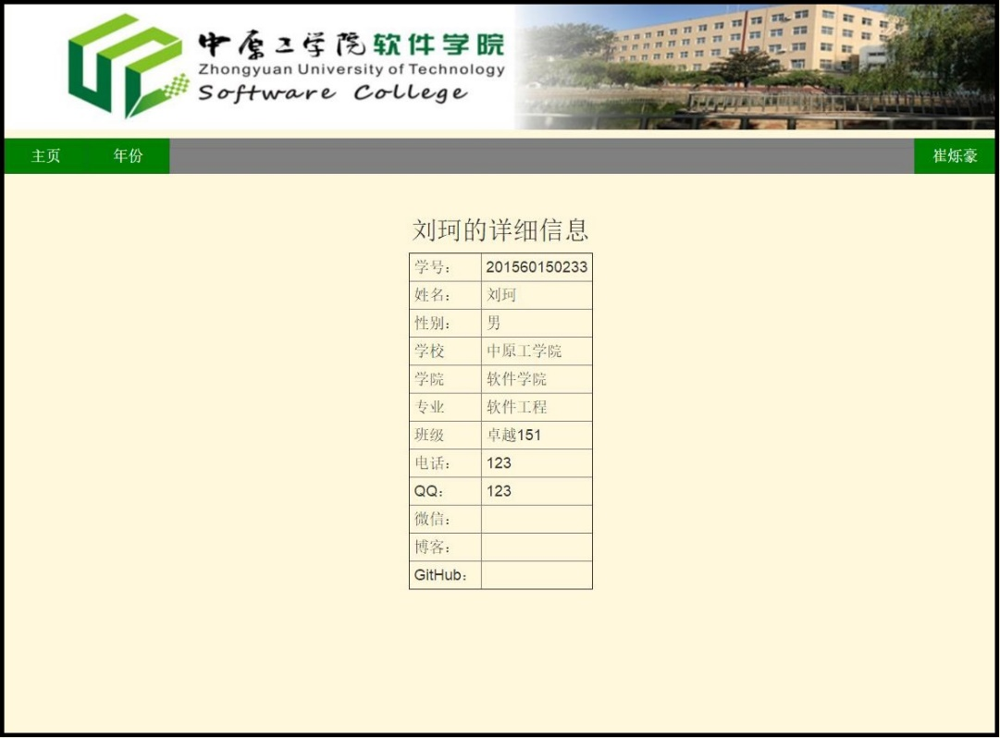 中原工学院软件学院
Zhongyuan University of Technology
Software College
主页 年份 崔烁豪
刘珂的详细信息
学号： 201560150233
姓名： 刘珂
性别： 男
学校 中原工学院
学院 软件学院
专业 软件工程
班级 卓越151
电话： 123
QQ： 123
微信：
博客：
GitHub：